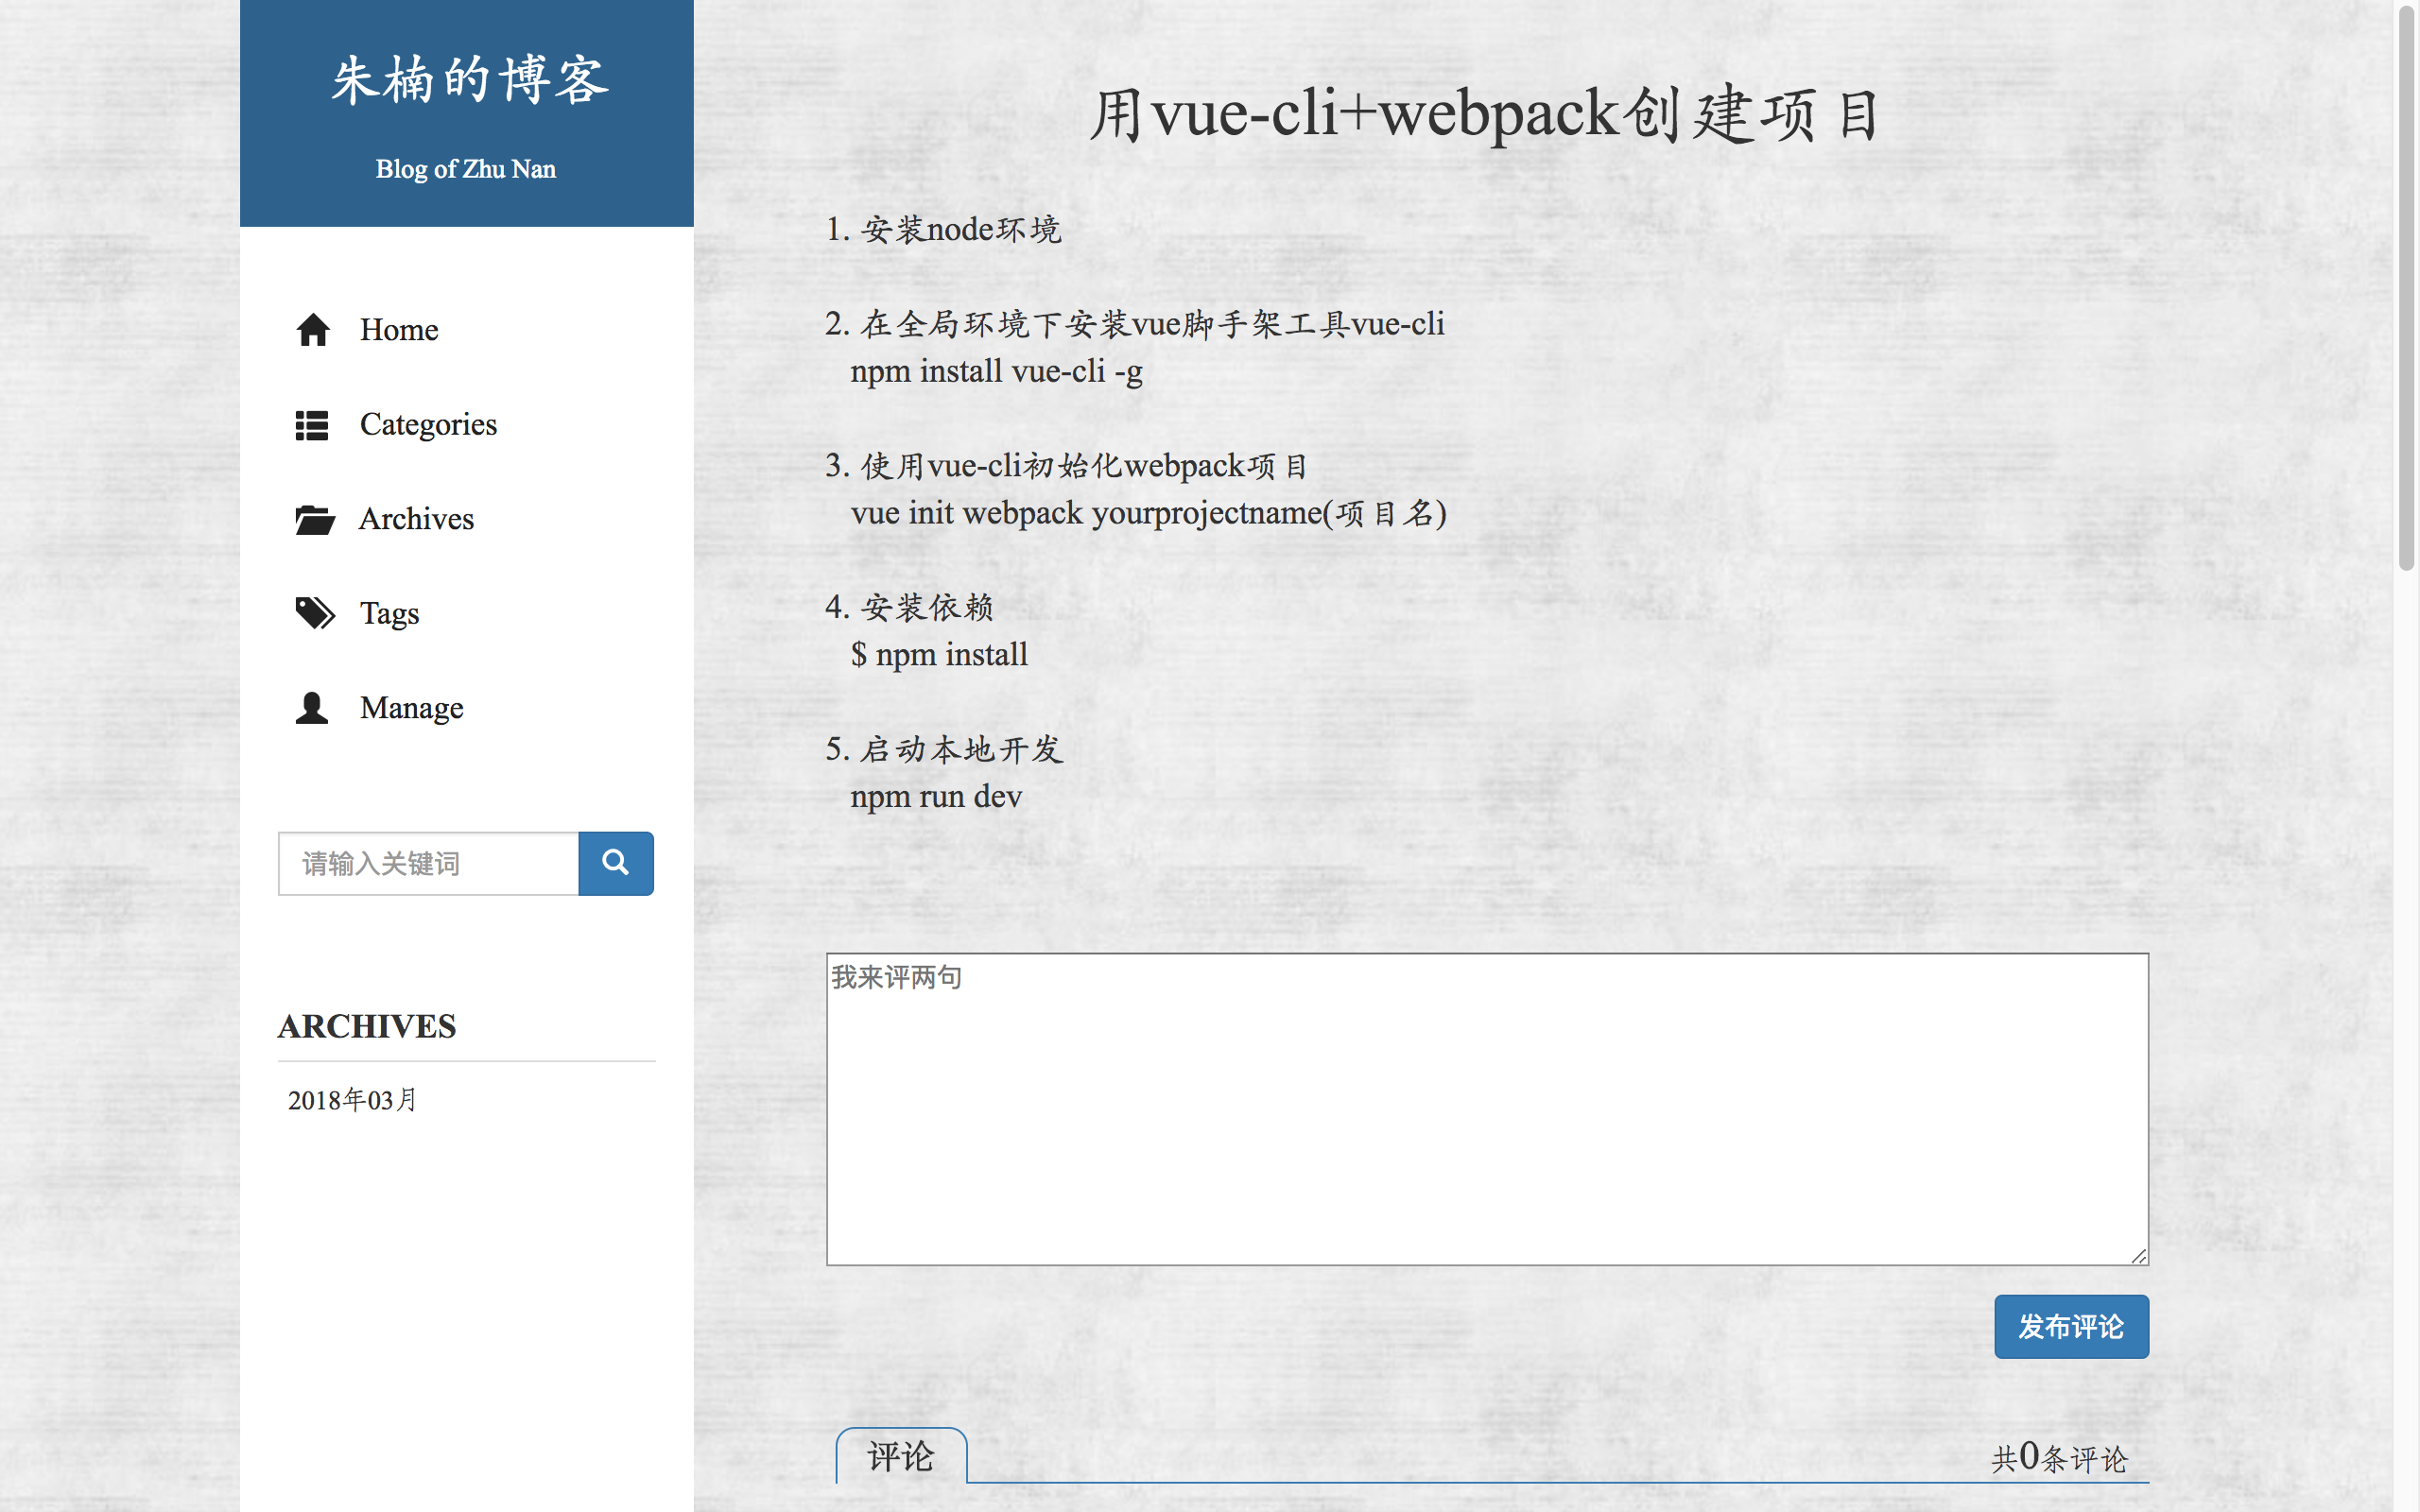 朱楠的博客
Blog of Zhu Nan
Home
Categories
Archives
Tags
Manage
请输入关键词
ARCHIVES
2018年03月
用vue-cli+webpack创建项目
1. 安装node环境
2. 在全局环境下安装vue脚手架工具vue-cli
npm install vue-cli -g
3. 使用vue-cli初始化webpack项目
vue init webpack yourprojectname(项目名)
4. 安装依赖
$ npm install
5. 启动本地开发
npm run dev
我来评两句
发布评论
评论
共0条评论